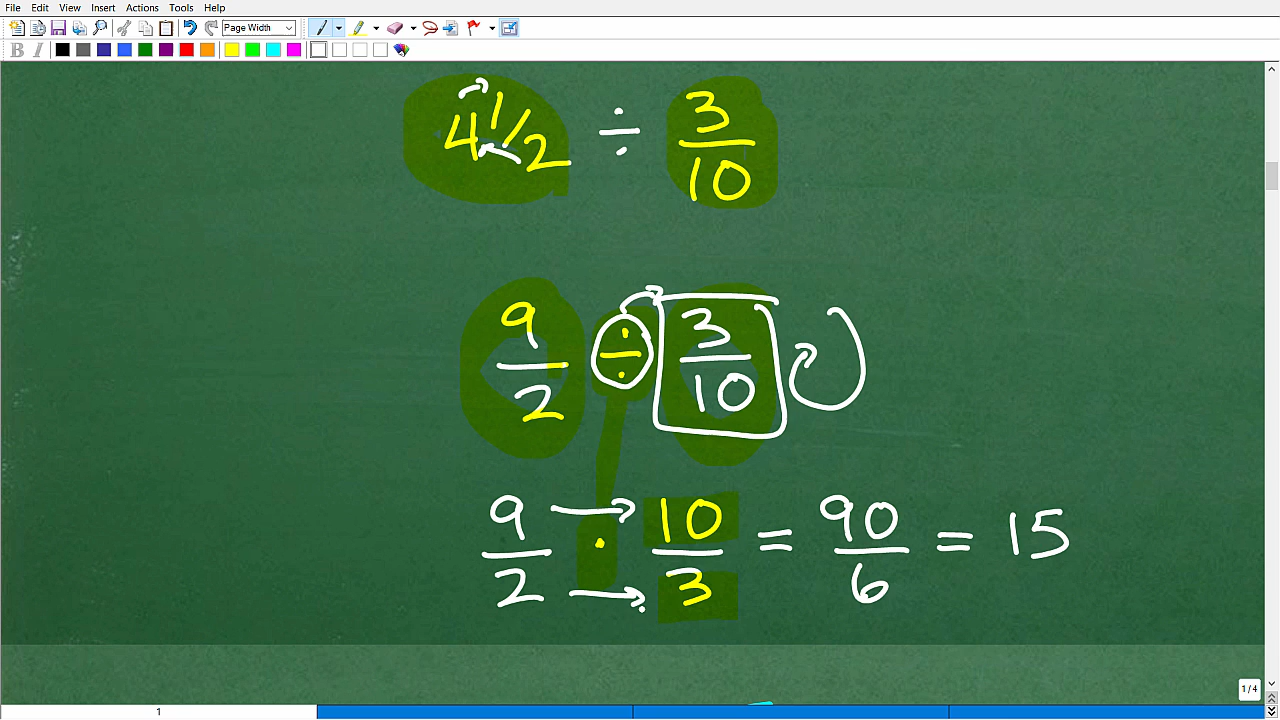 File Edit View Insert Actions Tools Help
Page Width
B I
4 1/2 ÷ 3/10
9/2 ÷ 3/10
9/2 · 10/3 = 90/6 = 15
1/4
1